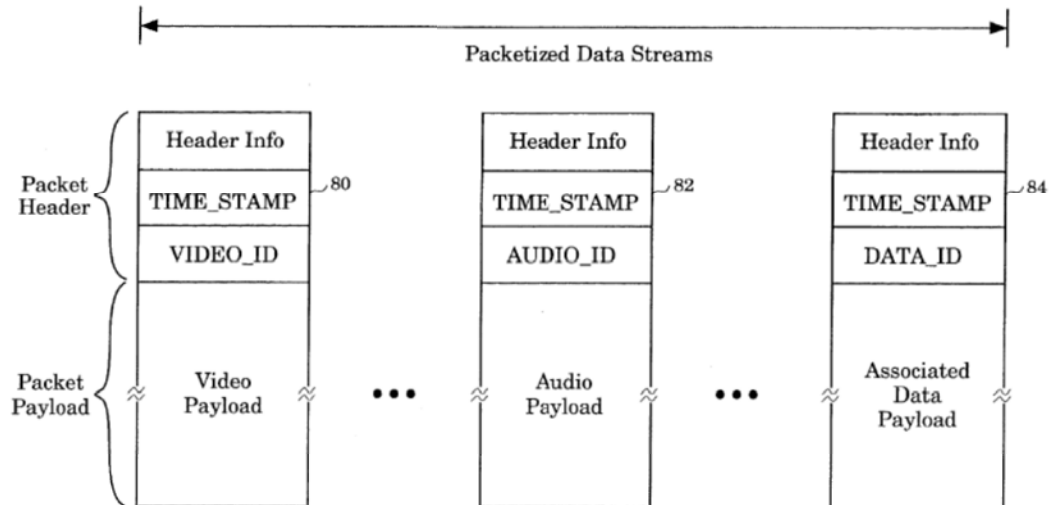 Packetized Data Streams
Header Info
Header Info
Header Info
Packet
Header
TIME_STAMP
80
TIME_STAMP
82
TIME_STAMP
84
VIDEO_ID
AUDIO_ID
DATA_ID
Packet
Payload
Video
Payload
Audio
Payload
Associated
Data
Payload